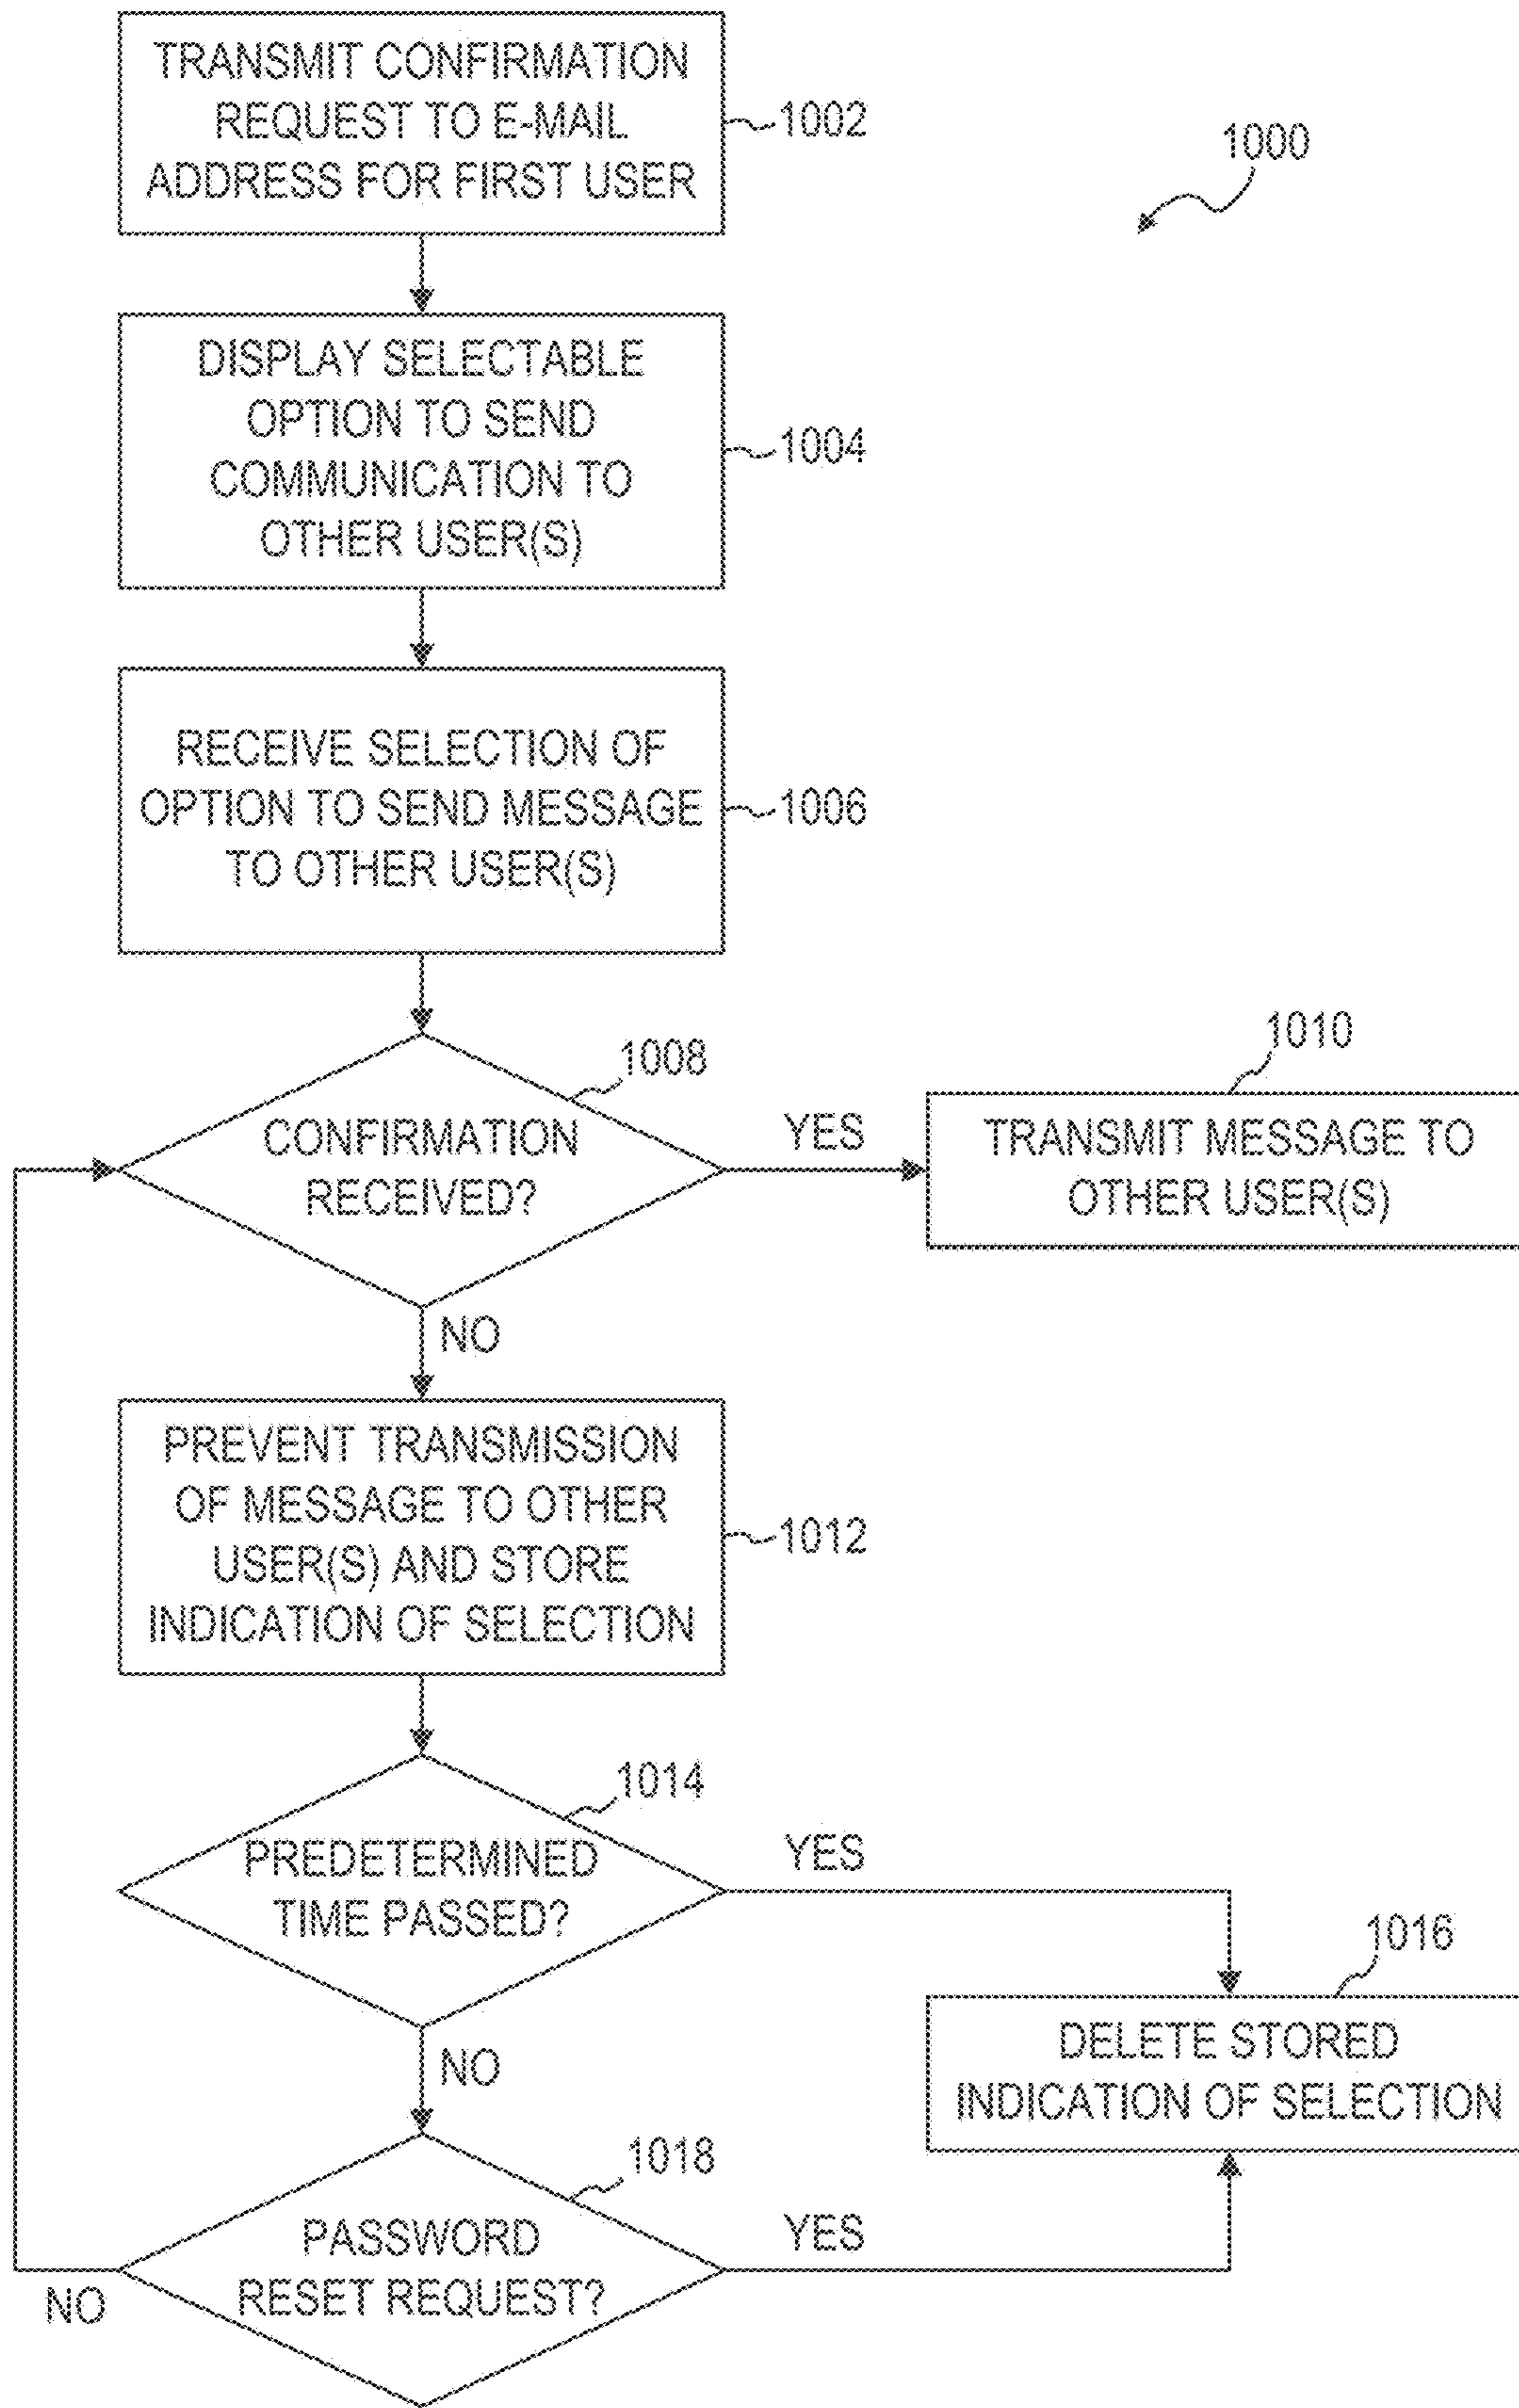 TRANSMIT CONFIRMATION
REQUEST TO E-MAIL
ADDRESS FOR FIRST USER
1002
1000
DISPLAY SELECTABLE
OPTION TO SEND
COMMUNICATION TO
OTHER USER(S)
1004
RECEIVE SELECTION OF
OPTION TO SEND MESSAGE
TO OTHER USER(S)
1006
1008
CONFIRMATION
RECEIVED?
YES
1010
TRANSMIT MESSAGE TO
OTHER USER(S)
NO
PREVENT TRANSMISSION
OF MESSAGE TO OTHER
USER(S) AND STORE
INDICATION OF SELECTION
1012
1014
PREDETERMINED
TIME PASSED?
YES
1016
DELETE STORED
INDICATION OF SELECTION
NO
1018
PASSWORD
RESET REQUEST?
YES
NO